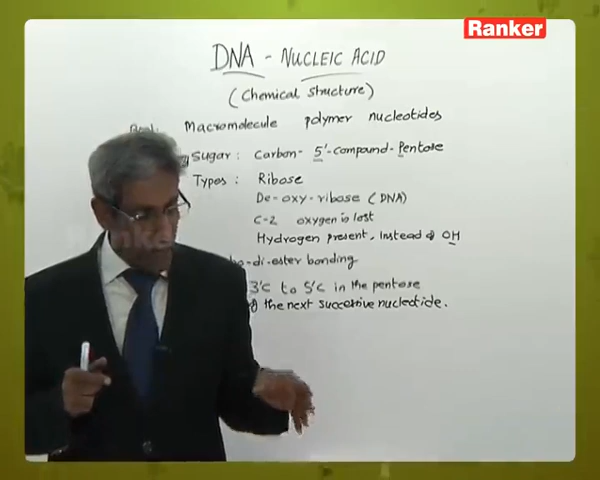 Ranker
DNA - NUCLEIC ACID
(Chemical structure)
Macromolecule polymer nucleotides
Sugar : Carbon- 5'-compound-Pentose
Types : Ribose
De-oxy-ribose (DNA)
C-2 oxygen is lost
Hydrogen present, Instead of OH
di-ester bonding
3'c to 5'c in the pentose
the next successive nucleotide.